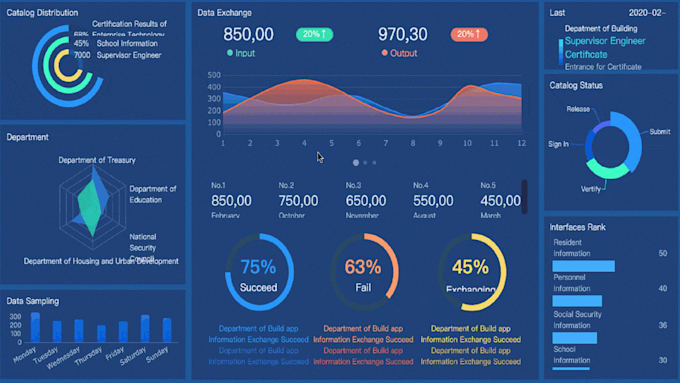 Catalog Distribution
Certification Results of
68% Enterprise Technology
45% School Information
7000 Supervisor Engineer
Department
Department of Treasury
Department of
Education
National
Security
Council
Department of Housing and Urban Development
Data Sampling
300
200
100
0
Monday
Tuesday
Wednesday
Thursday
Friday
Saturday
Sunday
Data Exchange
850,00
20%↑
Input
970,30
20%↑
Output
500
400
300
200
100
0
1 2 3 4 5 6 7 8 9 10 11 12
No.1 No.2 No.3 No.4 No.5
850,00 750,00 650,00 550,00 450,00
February October November August March
75%
Succeed
63%
Fail
45%
Exchanging
Department of Build app Department of Build app Department of Build app
Information Exchange Succeed Information Exchange Succeed Information Exchange Succeed
Department of Build app Department of Build app Department of Build app
Information Exchange Succeed Information Exchange Succeed Information Exchange Succeed
Last 2020-02-
Depatment of Building
Supervisor Engineer
Certificate
Entrance for Certificate
Catalog Status
Release
Sign In
Submit
Vertify
Interfaces Rank
Resident
Information 50
Personnel
Information 40
Social Security
Information 36
School
Information 30